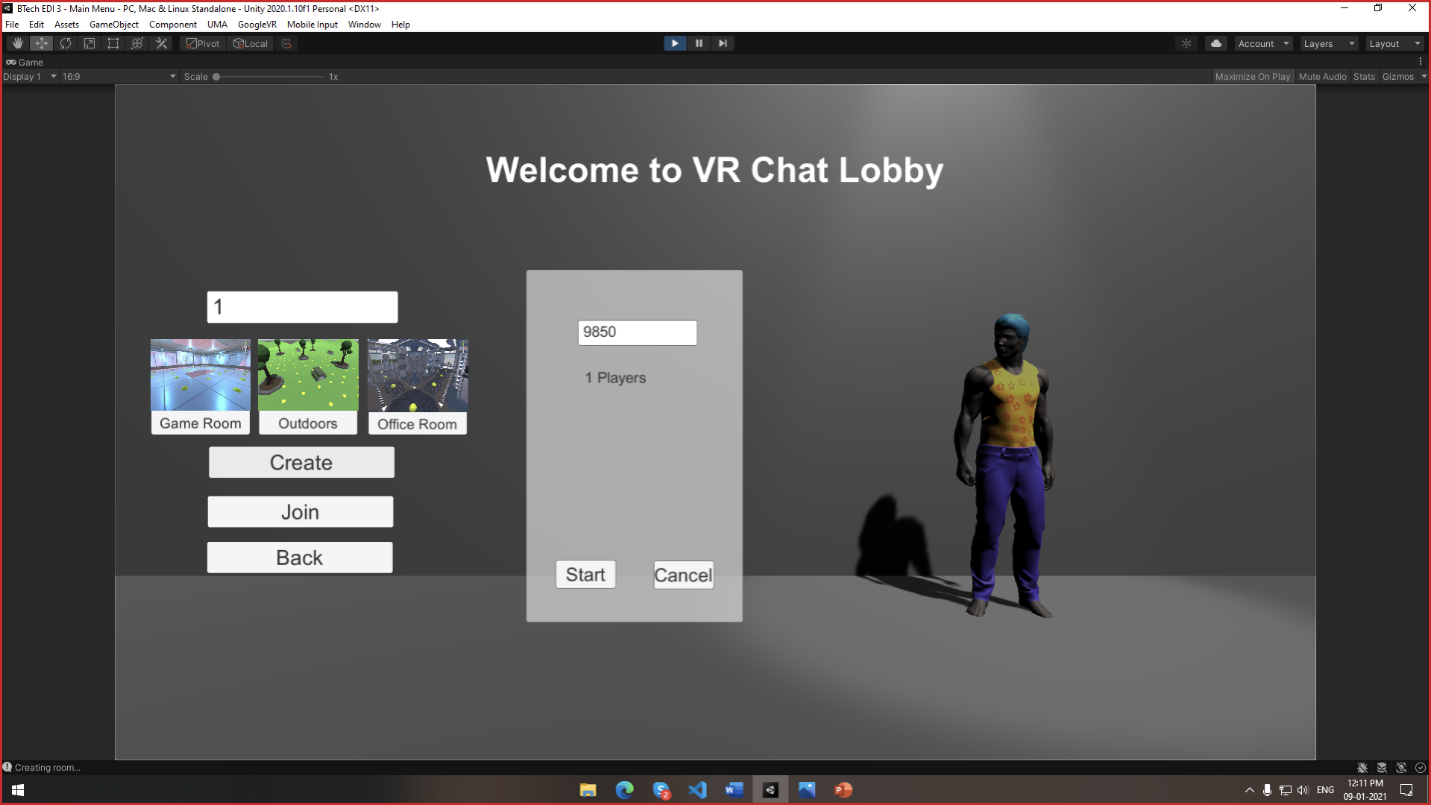 BTech EDI 3 - Main Menu - PC, Mac & Linux Standalone - Unity 2020.1.10f1 Personal <DX11>
File Edit Assets GameObject Component UMA GoogleVR Mobile Input Window Help
Pivot Local Account Layers Layout
Game
Display 1 16:9 Scale 1x Maximize On Play Mute Audio Stats Gizmos
Welcome to VR Chat Lobby
1
Game Room Outdoors Office Room
Create
Join
Back
9850
1 Players
Start Cancel
Creating room...
2
ENG
12:11 PM
09-01-2021